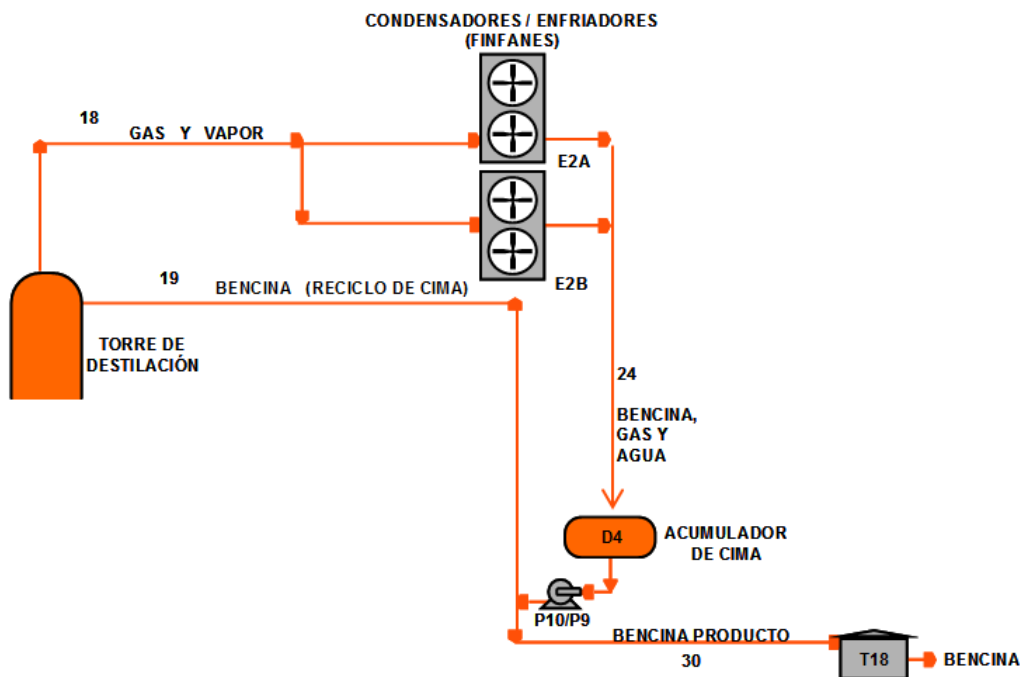 CONDENSADORES / ENFRIADORES
(FINFANES)
18
GAS Y VAPOR
E2A
19
BENCINA (RECICLO DE CIMA)
E2B
TORRE DE
DESTILACIÓN
24
BENCINA,
GAS Y
AGUA
D4
ACUMULADOR
DE CIMA
P10/P9
BENCINA PRODUCTO
30
T18
BENCINA